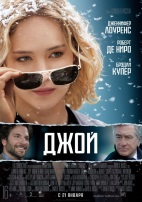 ДЖЕННИФЕР
ЛОУРЕНС
РОБЕРТ
ДЕ НИРО
И БРЭДЛИ
КУПЕР
ДЖОЙ
С 21 ЯНВАРЯ